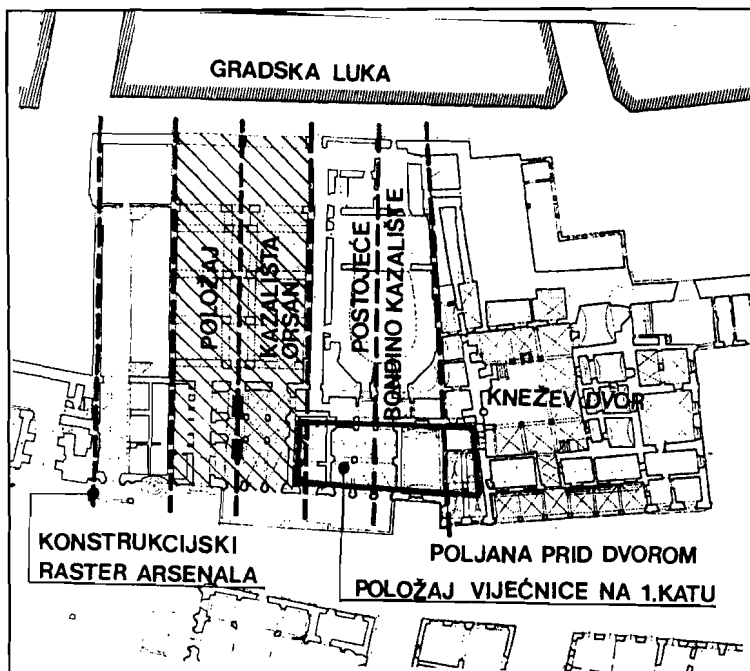 GRADSKA LUKA
POLOŽAJ
KAZALIŠTA
ORSAN
POSTOJEĆE
BONDINO KAZALIŠTE
KNEŽEV DVOR
KONSTRUKCIJSKI
RASTER ARSENALA
POLJANA PRID DVOROM
POLOŽAJ VIJEĆNICE NA 1.KATU